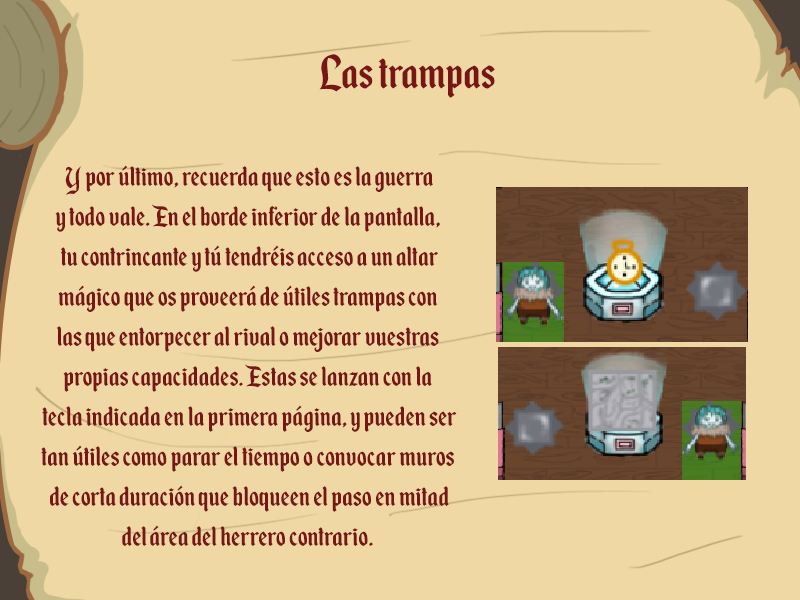 Las trampas
Y por último, recuerda que esto es la guerra
y todo vale. En el borde inferior de la pantalla,
tu contrincante y tú tendréis acceso a un altar
mágico que os proveerá de útiles trampas con
las que entorpecer al rival o mejorar vuestras
propias capacidades. Estas se lanzan con la
tecla indicada en la primera página, y pueden ser
tan útiles como parar el tiempo o convocar muros
de corta duración que bloqueen el paso en mitad
del área del herrero contrario.